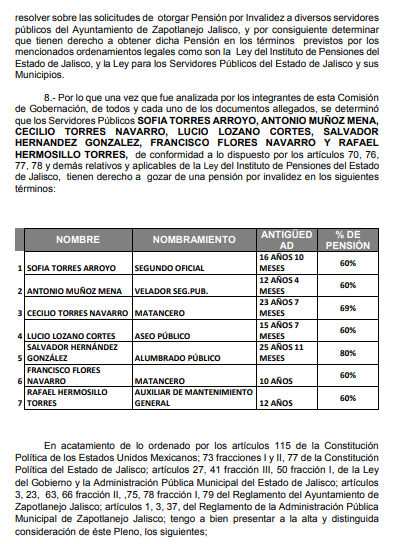 resolver sobre las solicitudes de otorgar Pensión por Invalidez a diversos servidores
públicos del Ayuntamiento de Zapotlanejo Jalisco, y por consiguiente determinar
que tienen derecho a obtener dicha Pensión en los términos previstos por los
mencionados ordenamientos legales como son la Ley del Instituto de Pensiones del
Estado de Jalisco, y la Ley para los Servidores Públicos del Estado de Jalisco y sus
Municipios.
8.- Por lo que una vez que fue analizada por los integrantes de esta Comisión
de Gobernación, de todos y cada uno de los documentos allegados, se determinó
que los Servidores Públicos SOFIA TORRES ARROYO, ANTONIO MUÑOZ MENA,
CECILIO TORRES NAVARRO, LUCIO LOZANO CORTES, SALVADOR
HERNANDEZ GONZALEZ, FRANCISCO FLORES NAVARRO Y RAFAEL
HERMOSILLO TORRES, de conformidad a lo dispuesto por los artículos 70, 76,
77, 78 y demás relativos y aplicables de la Ley del Instituto de Pensiones del Estado
de Jalisco, tienen derecho a gozar de una pensión por invalidez en los siguientes
términos:
NOMBRE NOMBRAMIENTO ANTIGÜED AD % DE PENSIÓN
1 SOFIA TORRES ARROYO SEGUNDO OFICIAL 16 AÑOS 10 MESES 60%
2 ANTONIO MUÑOZ MENA VELADOR SEG.PUB. 12 AÑOS 4 MESES 60%
3 CECILIO TORRES NAVARRO MATANCERO 23 AÑOS 7 MESES 69%
4 LUCIO LOZANO CORTES ASEO PÚBLICO 15 AÑOS 7 MESES 60%
5 SALVADOR HERNÁNDEZ GONZÁLEZ ALUMBRADO PÚBLICO 25 AÑOS 11 MESES 80%
6 FRANCISCO FLORES NAVARRO MATANCERO 10 AÑOS 60%
7 RAFAEL HERMOSILLO TORRES AUXILIAR DE MANTENIMIENTO GENERAL 12 AÑOS 60%
En acatamiento de lo ordenado por los artículos 115 de la Constitución
Política de los Estados Unidos Mexicanos; 73 fracciones I y II, 77 de la Constitución
Política del Estado de Jalisco; artículos 27, 41 fracción III, 50 fracción I, de la Ley
del Gobierno y la Administración Pública Municipal del Estado de Jalisco; artículos
3, 23, 63, 66 fracción II, ,75, 78 fracción I, 79 del Reglamento del Ayuntamiento de
Zapotlanejo Jalisco; artículos 1, 3, 37, del Reglamento de la Administración Pública
Municipal de Zapotlanejo Jalisco; tengo a bien presentar a la alta y distinguida
consideración de éste Pleno, los siguientes;